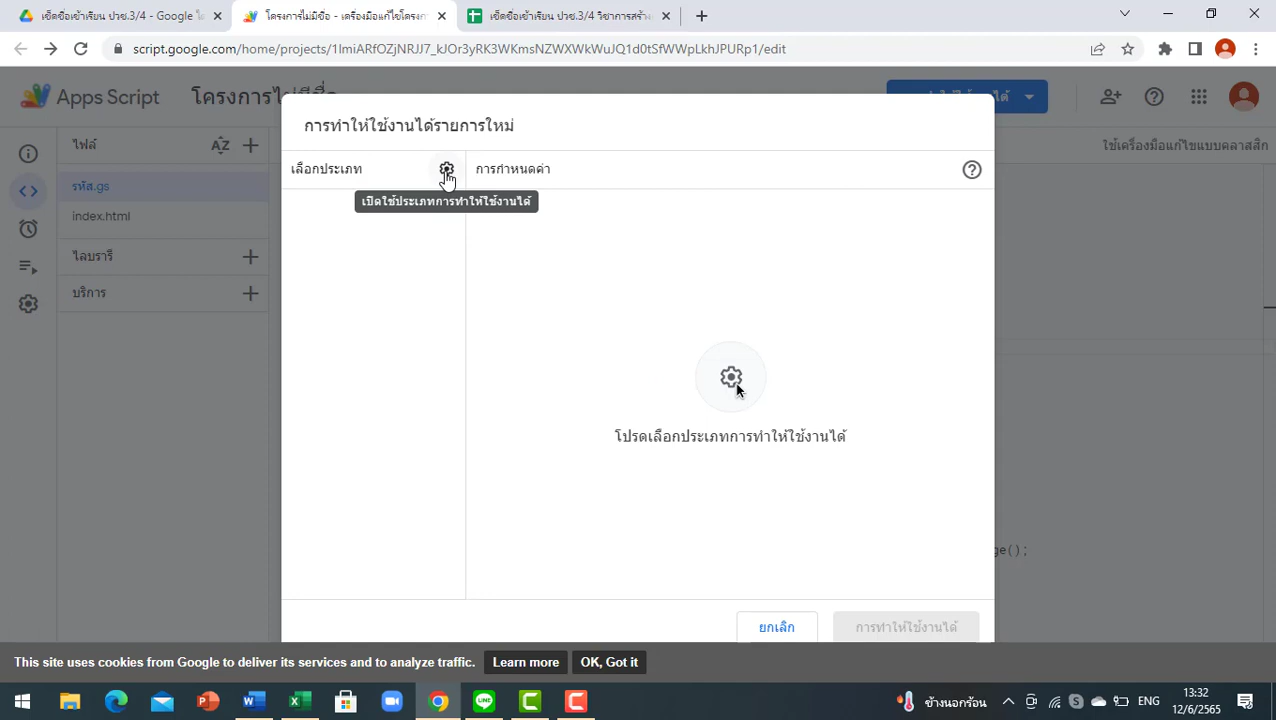 เช็คชื่อเข้าเรียน ปวช.3/4 - Google ไ
โครงการไม่มีชื่อ - เครื่องมือแก้ไขโครงการ
เช็คชื่อเข้าเรียน ปวช.3/4 วิชาการสร้าง
script.google.com/home/projects/1ImiARfOZjNRJJ7_kJOr3yRK3WKmsNZWXWkWuJQ1d0tSfWWpLkhJPURp1/edit
Apps Script
โครงการไม่มีชื่อ
การทำให้ใช้งานได้รายการใหม่
ไฟล์
AZ
ใช้เครื่องมือแก้ไขแบบคลาสสิก
เลือกประเภท
การกำหนดค่า
รหัส.gs
เปิดใช้ประเภทการทำให้ใช้งานได้
index.html
ไลบรารี
บริการ
โปรดเลือกประเภทการทำให้ใช้งานได้
ge();
ยกเลิก
การทำให้ใช้งานได้
This site uses cookies from Google to deliver its services and to analyze traffic.
Learn more
OK, Got it
ข้างนอกร้อน
ENG
13:32
12/6/2565